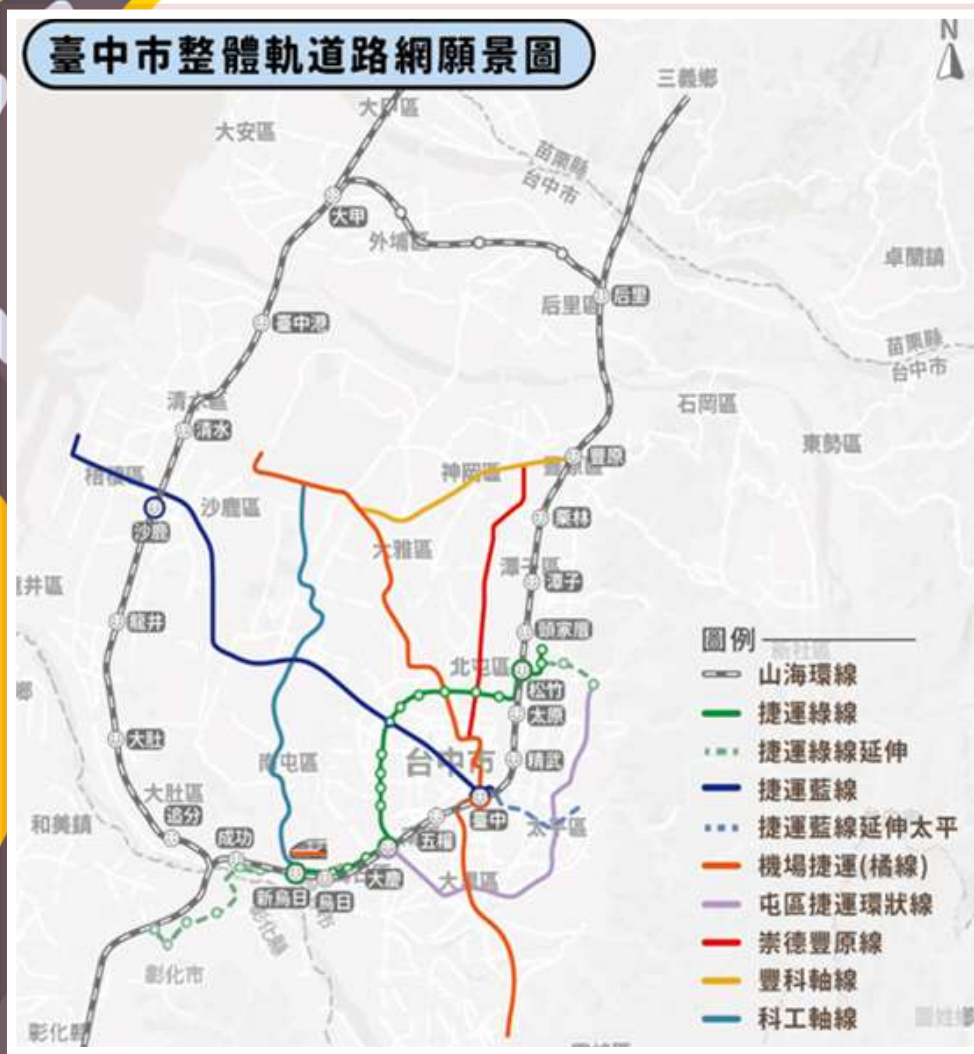 臺中市整體軌道路網願景圖
N
三義鄉
大甲區
大安區
苗栗縣
台中市
大甲
外埔區
卓蘭鎮
后里
后里區
臺中港
苗栗縣
台中市
石岡區
清水區
東勢區
清水
豐原
梧棲區
神岡區
沙鹿區
栗林
沙鹿
大雅區
潭子區
潭子
龍井
頭家厝
圖例
新社區
北屯區
山海環線
松竹
捷運綠線
太原
大肚
捷運綠線延伸
南屯區
台中市
精武
大肚區
捷運藍線
和美鎮
追分
臺中
太平區
捷運藍線延伸太平
成功
五權
機場捷運(橘線)
大慶
大里區
新烏日
烏日
屯區捷運環狀線
崇德豐原線
彰化市
豐科軸線
彰化縣
科工軸線